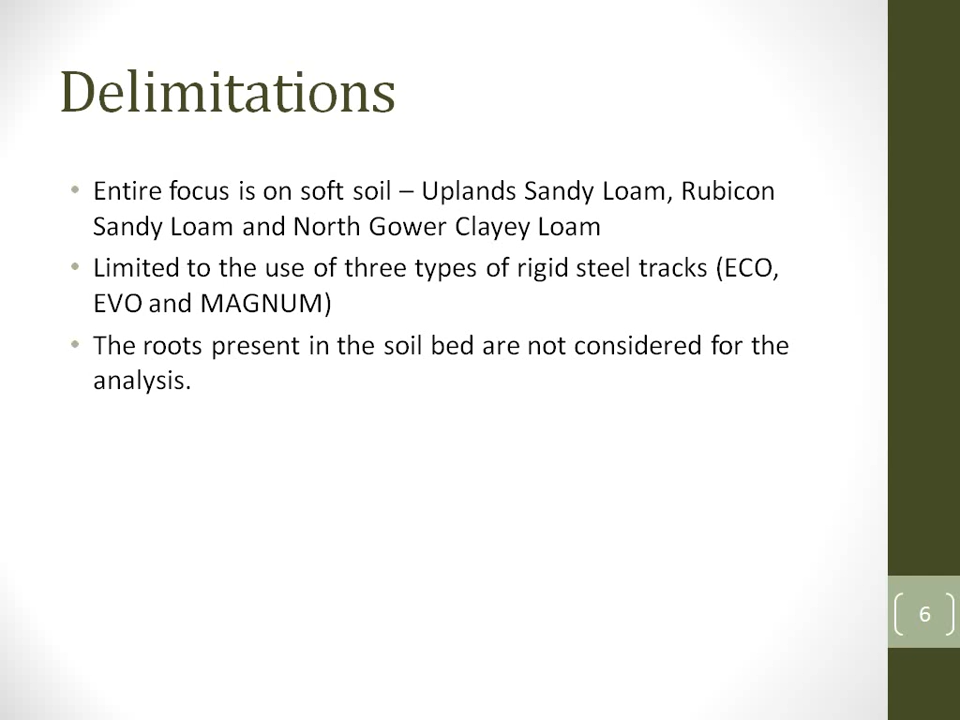 Delimitations
• Entire focus is on soft soil – Uplands Sandy Loam, Rubicon
Sandy Loam and North Gower Clayey Loam
• Limited to the use of three types of rigid steel tracks (ECO,
EVO and MAGNUM)
• The roots present in the soil bed are not considered for the
analysis.
6